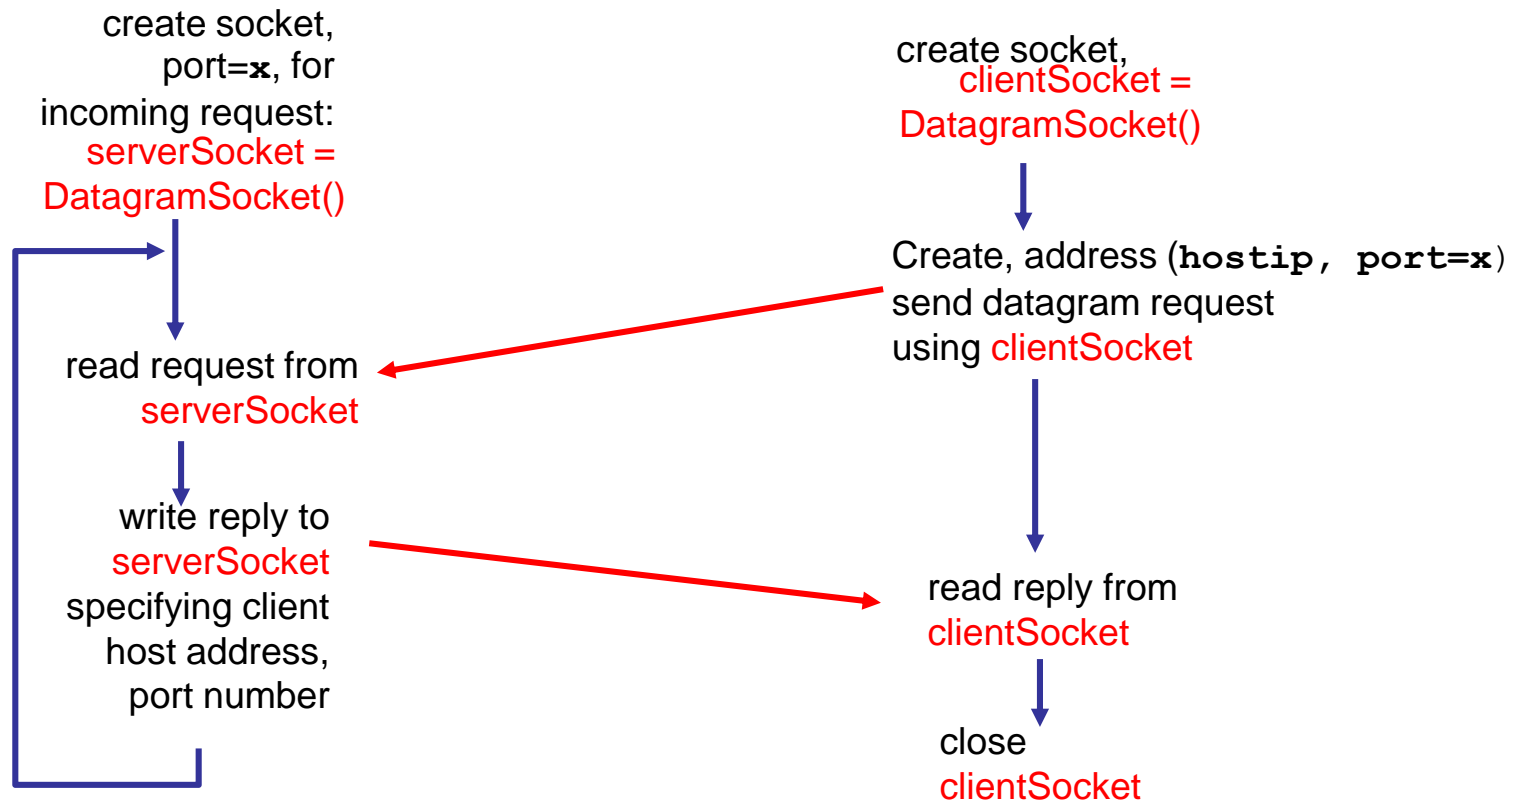 create socket,
port=x, for
incoming request:
serverSocket =
DatagramSocket()
read request from
serverSocket
write reply to
serverSocket
specifying client
host address,
port number
create socket,
clientSocket =
DatagramSocket()
Create, address (hostip, port=x)
send datagram request
using clientSocket
read reply from
clientSocket
close
clientSocket